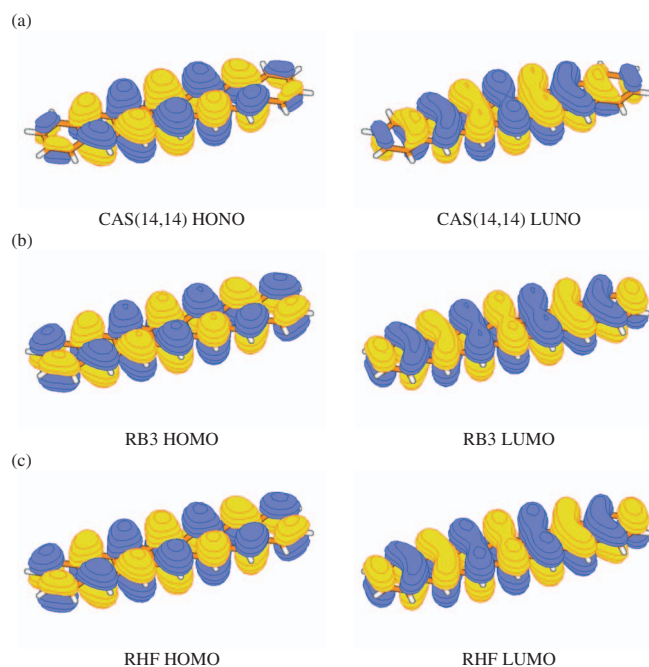 (a)
CAS(14,14) HONO
CAS(14,14) LUNO
(b)
RB3 HOMO
RB3 LUMO
(c)
RHF HOMO
RHF LUMO